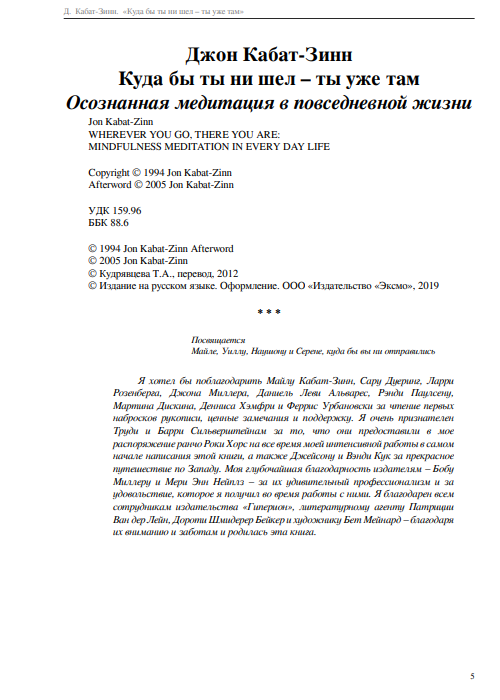 Д. Кабат-Зинн. «Куда бы ты ни шел – ты уже там»
Джон Кабат-Зинн
Куда бы ты ни шел – ты уже там
Осознанная медитация в повседневной жизни
Jon Kabat-Zinn
WHEREVER YOU GO, THERE YOU ARE:
MINDFULNESS MEDITATION IN EVERY DAY LIFE
Copyright © 1994 Jon Kabat-Zinn
Afterword © 2005 Jon Kabat-Zinn
УДК 159.96
ББК 88.6
© 1994 Jon Kabat-Zinn Afterword
© 2005 Jon Kabat-Zinn
© Кудрявцева Т.А., перевод, 2012
© Издание на русском языке. Оформление. ООО «Издательство «Эксмо», 2019
* * *
Посвящается
Майле, Уиллу, Наушону и Серене, куда бы вы ни отправились
Я хотел бы поблагодарить Майлу Кабат-Зинн, Сару Дуеринг, Ларри
Розенберга, Джона Миллера, Даниель Леви Альварес, Рэнди Паулсену,
Мартина Дискина, Денниса Хэмфри и Феррис Урбановски за чтение первых
набросков рукописи, ценные замечания и поддержку. Я очень признателен
Труди и Барри Сильверштейнам за то, что они предоставили в мое
распоряжение ранчо Роки Хорс на все время моей интенсивной работы в самом
начале написания этой книги, а также Джейсону и Вэнди Кук за прекрасное
путешествие по Западу. Моя глубочайшая благодарность издателям – Бобу
Миллеру и Мери Энн Нейплз – за их удивительный профессионализм и за
удовольствие, которое я получил во время работы с ними. Я благодарен всем
сотрудникам издательства «Гиперион», литературному агенту Патриции
Ван дер Лейн, Дороти Шмидерер Бейкер и художнику Бет Мейнард – благодаря
их вниманию и заботам и родилась эта книга.
5